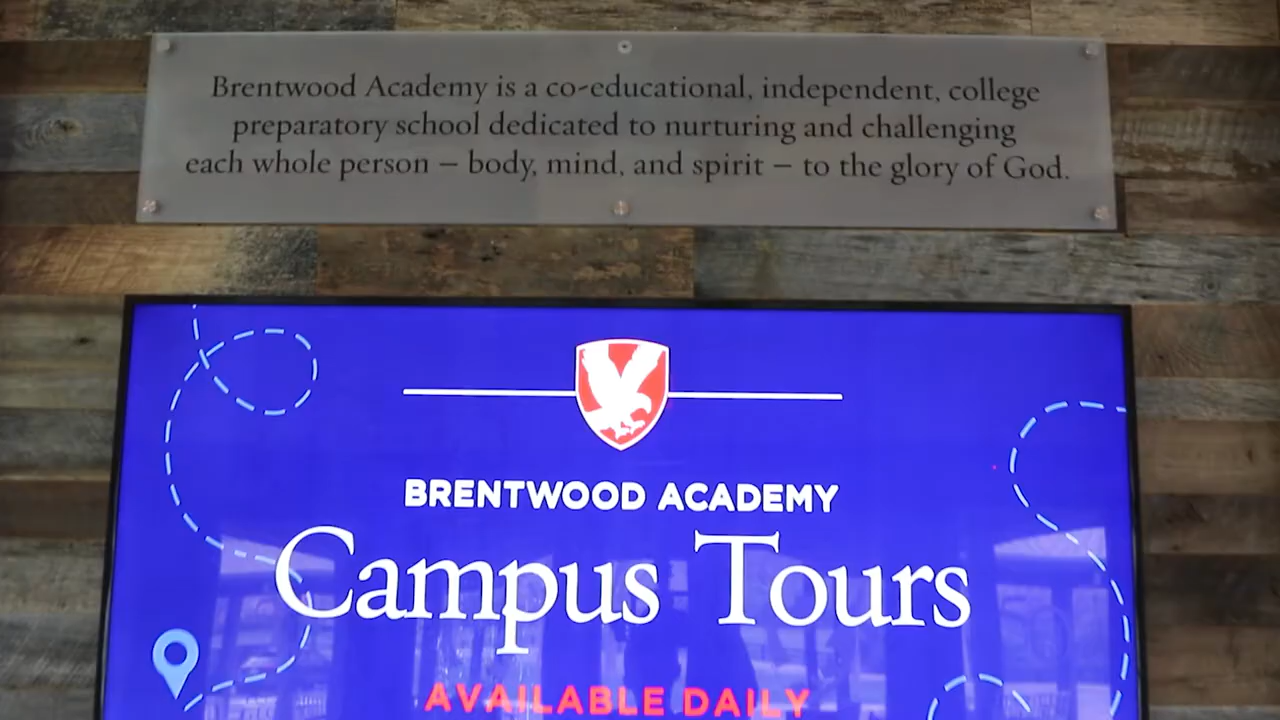 Brentwood Academy is a co-educational, independent, college
preparatory school dedicated to nurturing and challenging
each whole person – body, mind, and spirit – to the glory of God.
BRENTWOOD ACADEMY
Campus Tours
AVAILABLE DAILY